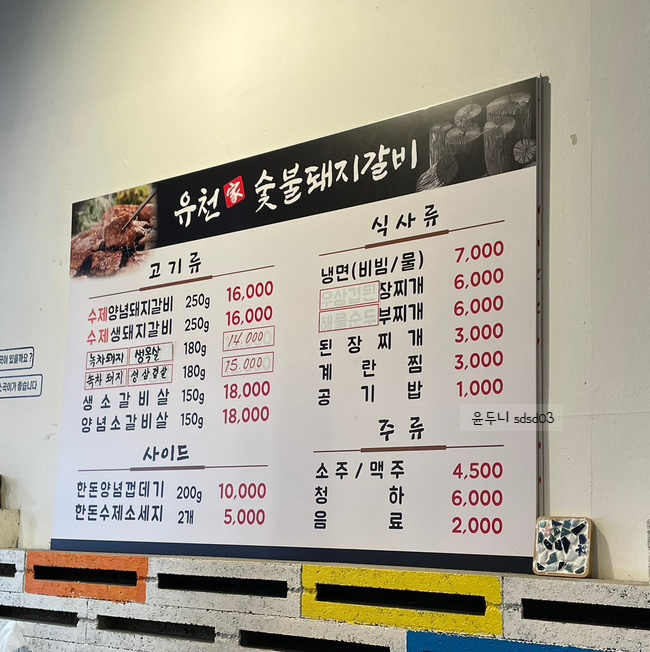 유천家 숯불돼지갈비
고기류
수제양념돼지갈비 250g 16,000
수제생돼지갈비 250g 16,000
녹차돼지 생목살 180g 14,000
녹차돼지 생삼겹살 180g 15,000
생소갈비살 150g 18,000
양념소갈비살 150g 18,000
사이드
한돈양념껍데기 200g 10,000
한돈수제소세지 2개 5,000
식사류
냉면(비빔/물) 7,000
우삼겹된장찌개 6,000
해물순두부찌개 6,000
된장찌개 3,000
계란찜 3,000
공기밥 1,000
주류
소주/맥주 4,500
청하 6,000
음료 2,000
윤두니 sdsd03